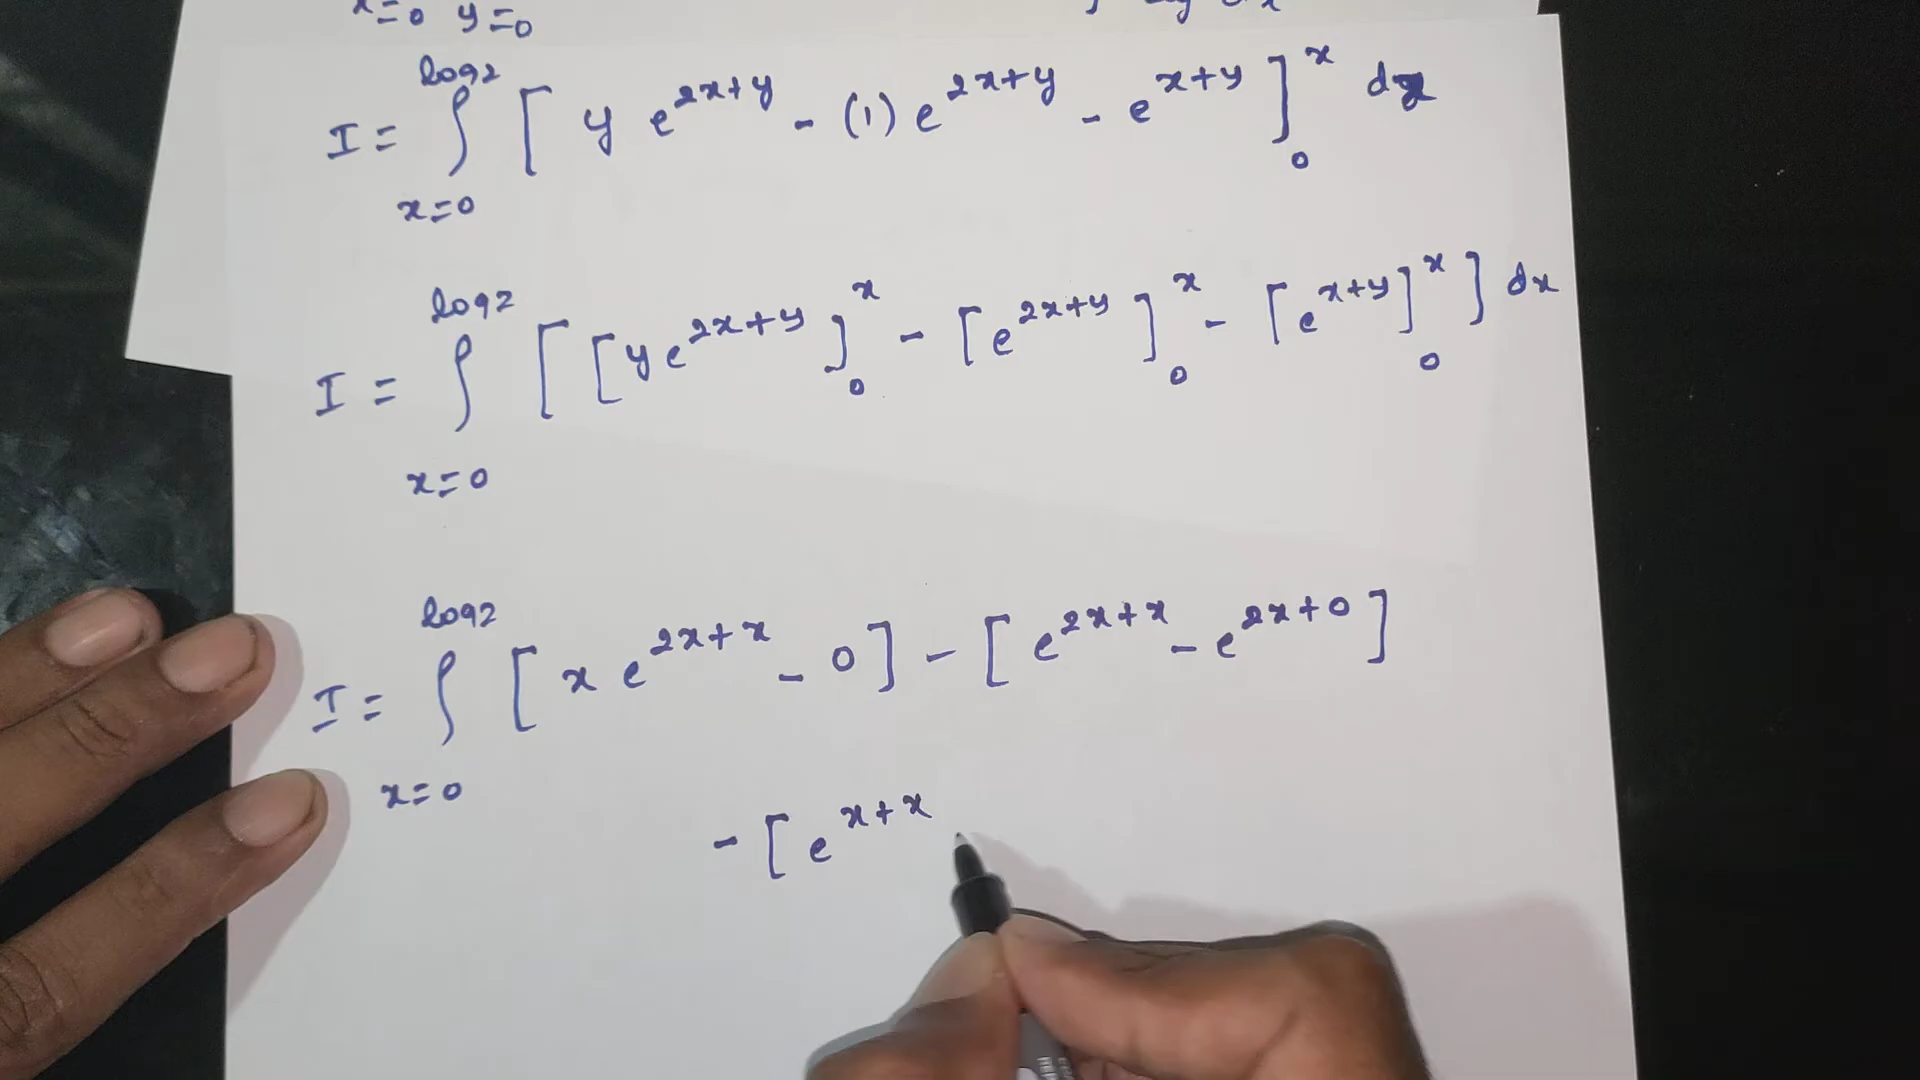 x=0 y=0
I = ∫_{x=0}^{log2} [ y e^{2x+y} - (1) e^{2x+y} - e^{x+y} ]_0^x dx
I = ∫_{x=0}^{log2} [ [y e^{2x+y}]_0^x - [e^{2x+y}]_0^x - [e^{x+y}]_0^x ] dx
I = ∫_{x=0}^{log2} [ x e^{2x+x} - 0 ] - [ e^{2x+x} - e^{2x+0} ]
- [ e^{x+x}